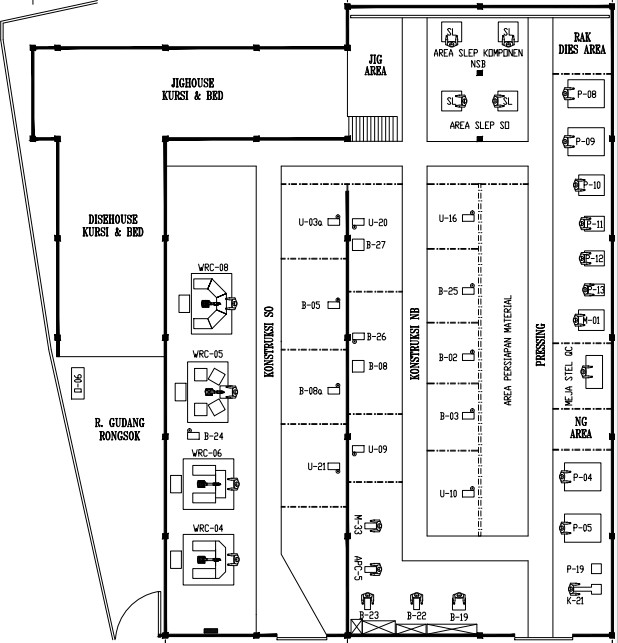 SL
SL
AREA SLEP KOMPONEN
NSB
SL
SL
AREA SLEP SO
JIG
AREA
RAK
DIES AREA
JIGHOUSE
KURSI & BED
DISEHOUSE
KURSI & BED
R. GUDANG
RONGSOK
D-06
WRC-08
WRC-05
B-24
WRC-06
WRC-04
KONSTRUKSI SO
U-03a
B-05
B-08a
U-21
U-20
B-27
B-26
B-08
U-09
M-33
APC-5
B-23
B-22
B-19
KONSTRUKSI NB
U-16
B-25
B-02
B-03
U-10
AREA PERSIAPAN MATERIAL
PRESSING
P-08
P-09
P-10
P-11
P-12
P-13
M-01
MEJA STEL QC
NG
AREA
P-04
P-05
P-19
K-21